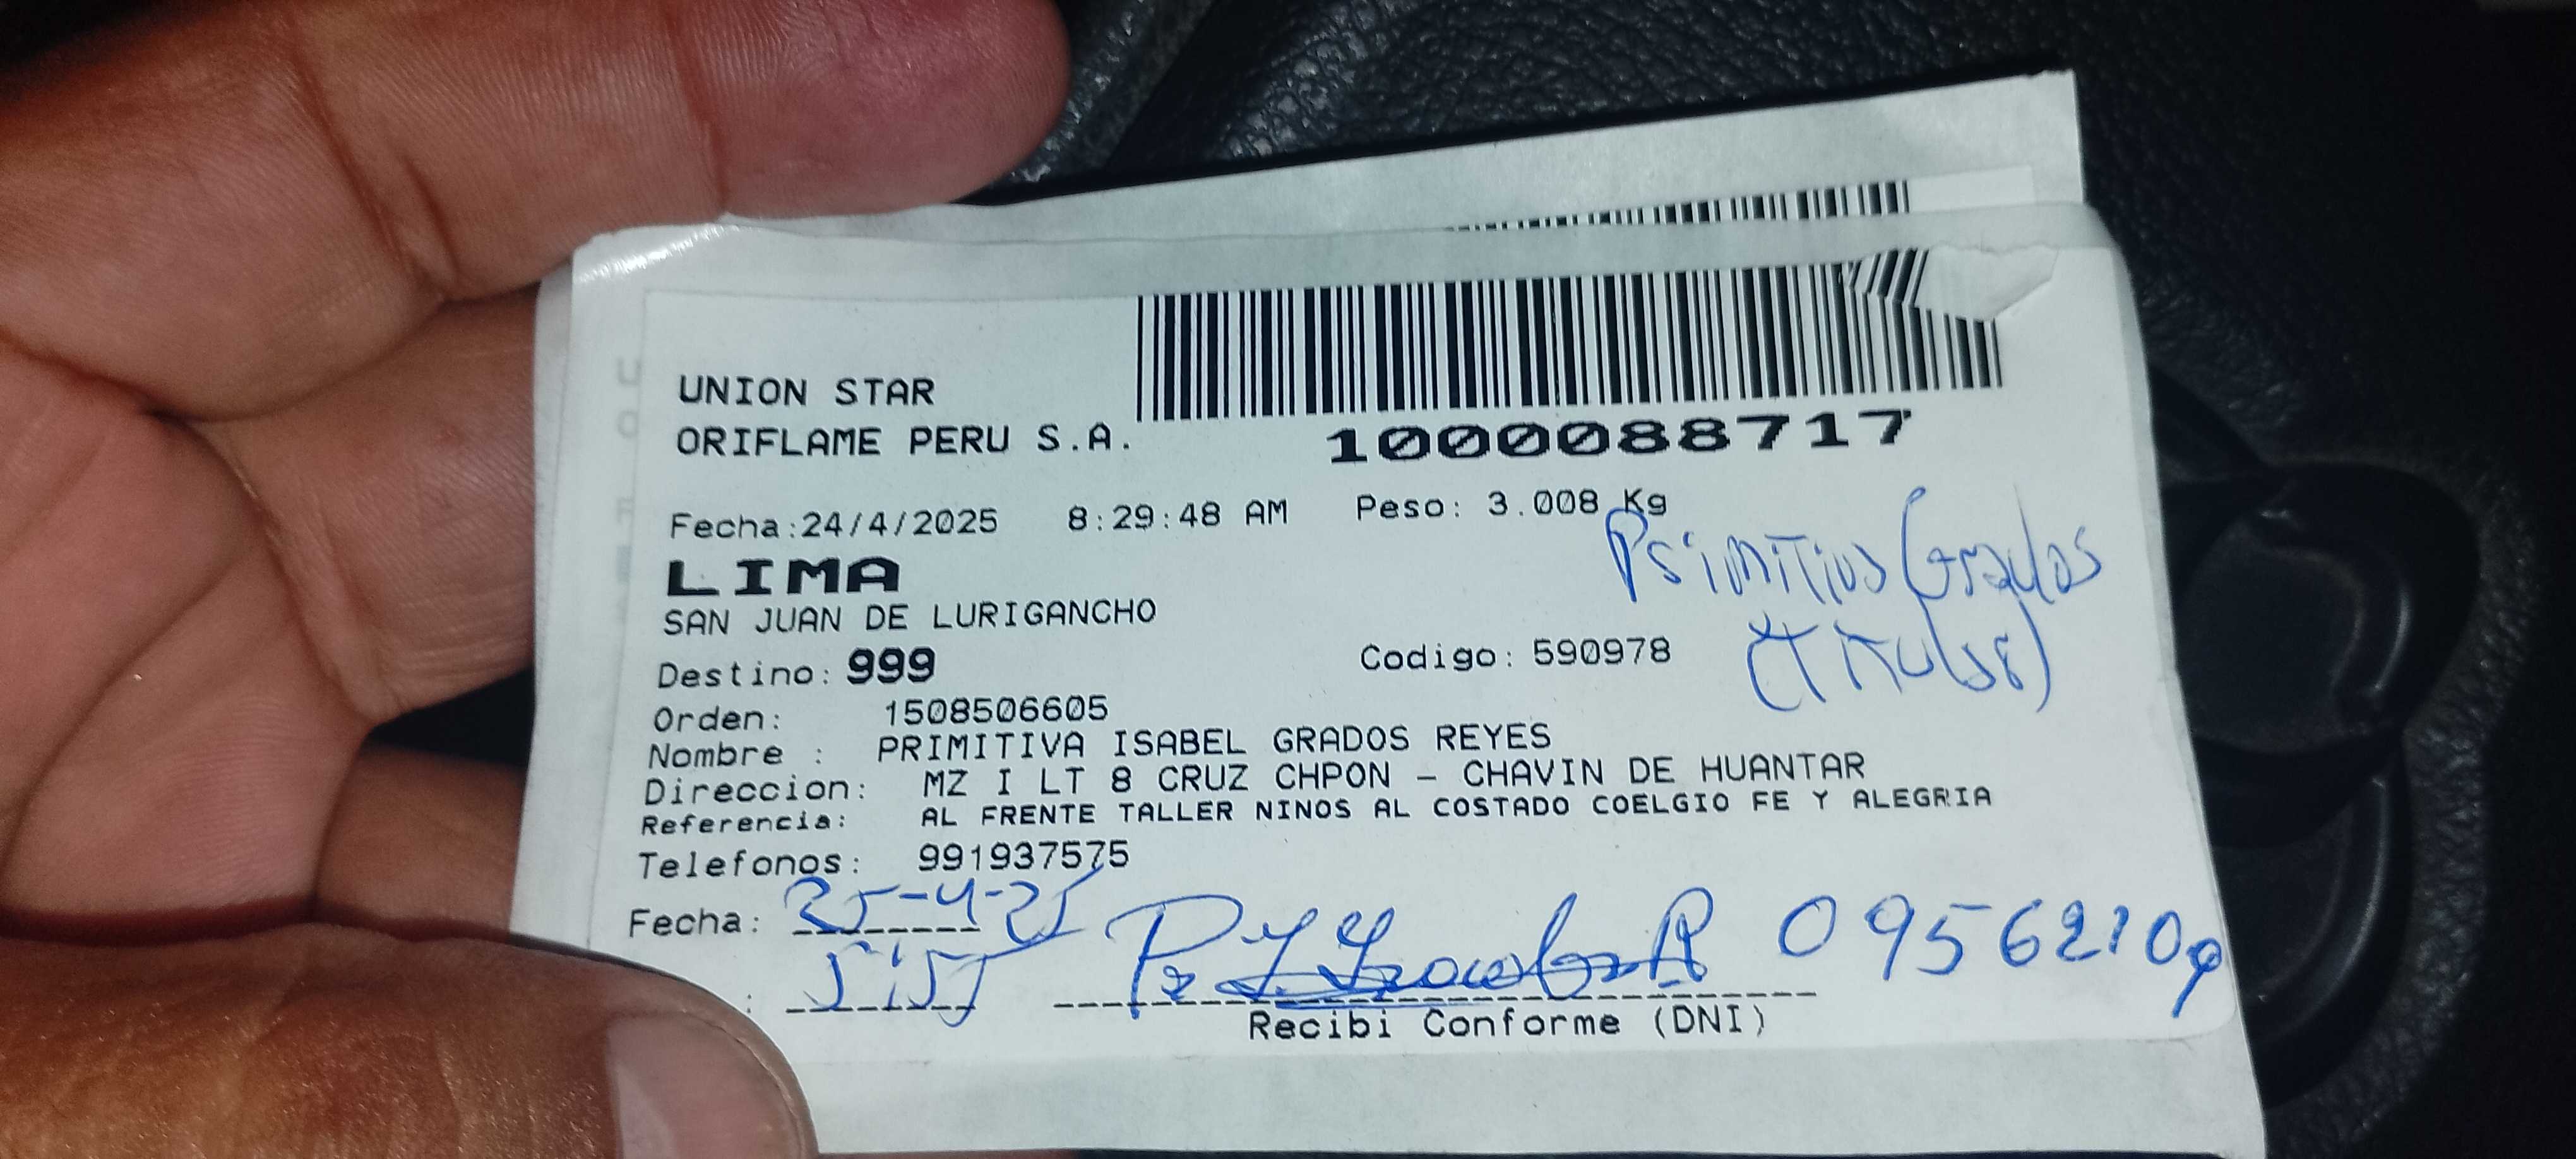 UNION STAR
ORIFLAME PERU S.A.
1000088717
Fecha:24/4/2025 8:29:48 AM Peso: 3.008 Kg
LIMA
SAN JUAN DE LURIGANCHO
Grados
Destino: 999 Codigo: 590978
Orden: 1508506605
Nombre : PRIMITIVA ISABEL GRADOS REYES
Direccion: MZ I LT 8 CRUZ CHPON - CHAVIN DE HUANTAR
Referencia: AL FRENTE TALLER NINOS AL COSTADO COELGIO FE Y ALEGRIA
Telefonos: 991937575
Fecha: 25-4-25
Recibi Conforme (DNI)